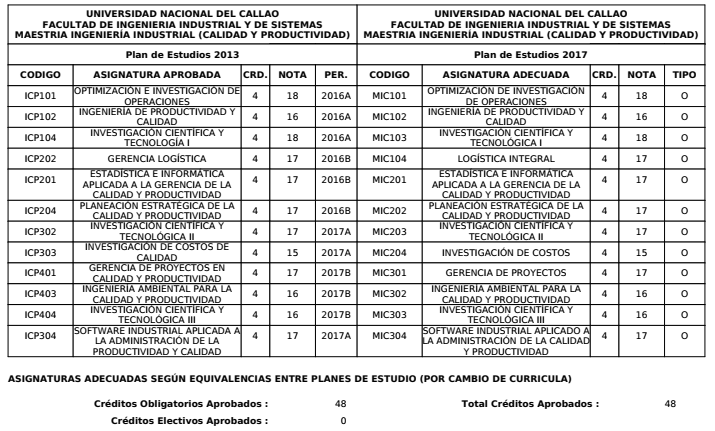 UNIVERSIDAD NACIONAL DEL CALLAO
FACULTAD DE INGENIERIA INDUSTRIAL Y DE SISTEMAS
MAESTRIA INGENIERÍA INDUSTRIAL (CALIDAD Y PRODUCTIVIDAD)
UNIVERSIDAD NACIONAL DEL CALLAO
FACULTAD DE INGENIERIA INDUSTRIAL Y DE SISTEMAS
MAESTRIA INGENIERÍA INDUSTRIAL (CALIDAD Y PRODUCTIVIDAD)
Plan de Estudios 2013 Plan de Estudios 2017
CODIGO ASIGNATURA APROBADA CRD. NOTA PER. CODIGO ASIGNATURA ADECUADA CRD. NOTA TIPO
ICP101 OPTIMIZACIÓN E INVESTIGACIÓN DE OPERACIONES 4 18 2016A MIC101 OPTIMIZACIÓN DE INVESTIGACIÓN DE OPERACIONES 4 18 O
ICP102 INGENIERÍA DE PRODUCTIVIDAD Y CALIDAD 4 16 2016A MIC102 INGENIERÍA DE PRODUCTIVIDAD Y CALIDAD 4 16 O
ICP104 INVESTIGACIÓN CIENTÍFICA Y TECNOLOGÍA I 4 18 2016A MIC103 INVESTIGACIÓN CIENTÍFICA Y TECNOLÓGICA I 4 18 O
ICP202 GERENCIA LOGÍSTICA 4 17 2016B MIC104 LOGÍSTICA INTEGRAL 4 17 O
ICP201 ESTADÍSTICA E INFORMÁTICA APLICADA A LA GERENCIA DE LA CALIDAD Y PRODUCTIVIDAD 4 17 2016B MIC201 ESTADÍSTICA E INFORMÁTICA APLICADA A LA GERENCIA DE LA CALIDAD Y PRODUCTIVIDAD 4 17 O
ICP204 PLANEACIÓN ESTRATÉGICA DE LA CALIDAD Y PRODUCTIVIDAD 4 17 2016B MIC202 PLANEACIÓN ESTRATÉGICA DE LA CALIDAD Y PRODUCTIVIDAD 4 17 O
ICP302 INVESTIGACIÓN CIENTÍFICA Y TECNOLÓGICA II 4 17 2017A MIC203 INVESTIGACIÓN CIENTÍFICA Y TECNOLÓGICA II 4 17 O
ICP303 INVESTIGACIÓN DE COSTOS DE CALIDAD 4 15 2017A MIC204 INVESTIGACIÓN DE COSTOS 4 15 O
ICP401 GERENCIA DE PROYECTOS EN CALIDAD Y PRODUCTIVIDAD 4 17 2017B MIC301 GERENCIA DE PROYECTOS 4 17 O
ICP403 INGENIERÍA AMBIENTAL PARA LA CALIDAD Y PRODUCTIVIDAD 4 16 2017B MIC302 INGENIERÍA AMBIENTAL PARA LA CALIDAD Y PRODUCTIVIDAD 4 16 O
ICP404 INVESTIGACIÓN CIENTÍFICA Y TECNOLÓGICA III 4 16 2017B MIC303 INVESTIGACIÓN CIENTÍFICA Y TECNOLÓGICA III 4 16 O
ICP304 SOFTWARE INDUSTRIAL APLICADA A LA ADMINISTRACIÓN DE LA PRODUCTIVIDAD Y CALIDAD 4 17 2017A MIC304 SOFTWARE INDUSTRIAL APLICADO A LA ADMINISTRACIÓN DE LA CALIDAD Y PRODUCTIVIDAD 4 17 O
ASIGNATURAS ADECUADAS SEGÚN EQUIVALENCIAS ENTRE PLANES DE ESTUDIO (POR CAMBIO DE CURRICULA)
Créditos Obligatorios Aprobados : 48 Total Créditos Aprobados : 48
Créditos Electivos Aprobados : 0